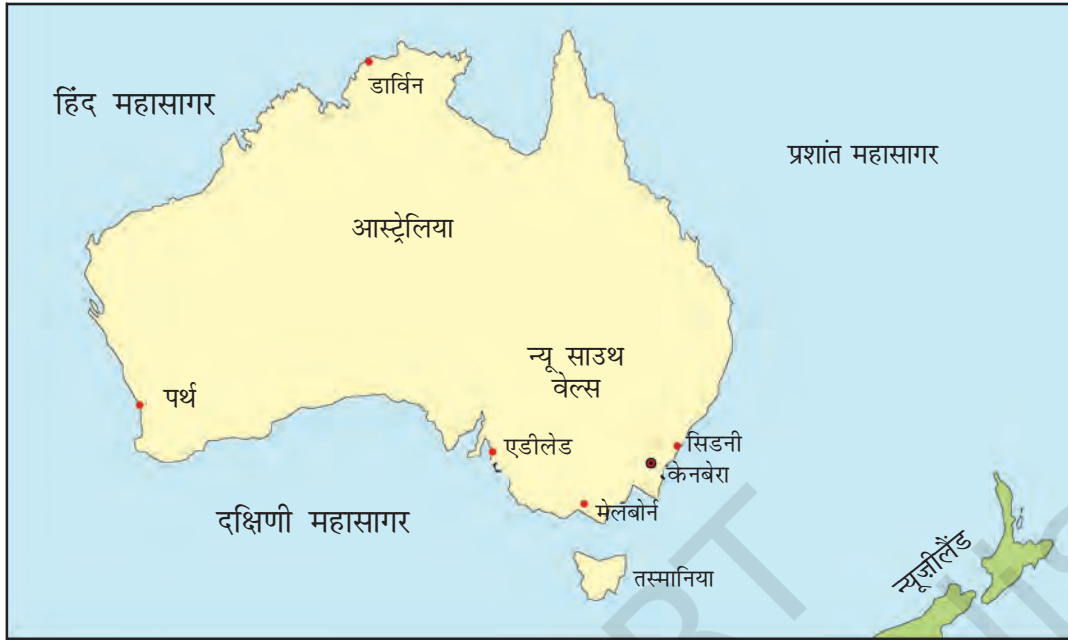 डार्विन
हिंद महासागर
प्रशांत महासागर
आस्ट्रेलिया
न्यू साउथ
वेल्स
पर्थ
एडीलेड
सिडनी
केनबेरा
मेलबोर्न
दक्षिणी महासागर
तस्मानिया
न्यूज़ीलैंड